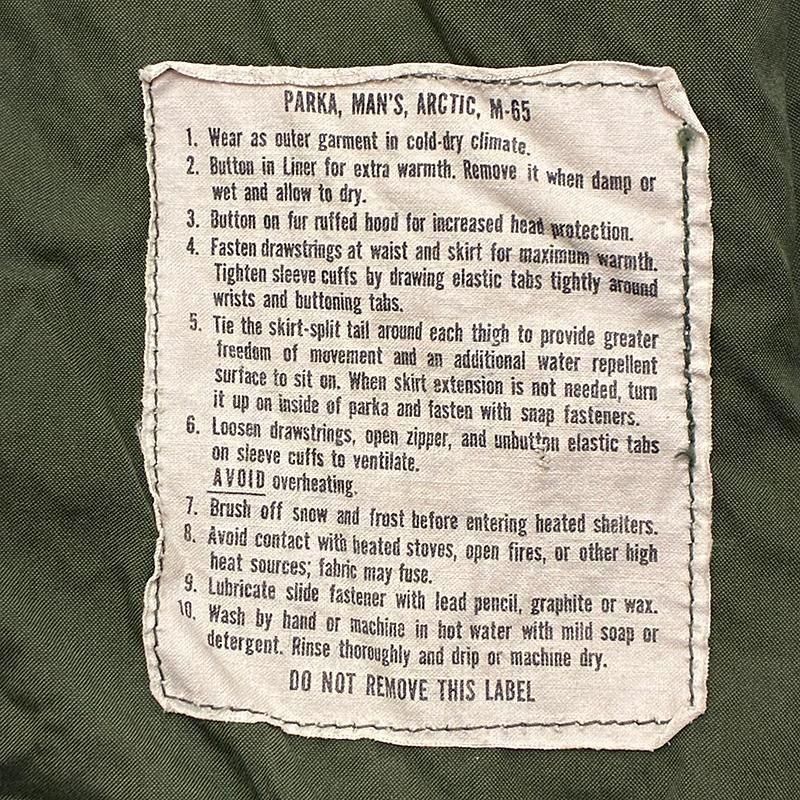 PARKA, MAN'S, ARCTIC, M-65
1. Wear as outer garment in cold-dry climate.
2. Button in Liner for extra warmth. Remove it when damp or
wet and allow to dry.
3. Button on fur ruffed hood for increased head protection.
4. Fasten drawstrings at waist and skirt for maximum warmth.
Tighten sleeve cuffs by drawing elastic tabs tightly around
wrists and buttoning tabs.
5. Tie the skirt-split tail around each thigh to provide greater
freedom of movement and an additional water repellent
surface to sit on. When skirt extension is not needed, turn
it up on inside of parka and fasten with snap fasteners.
6. Loosen drawstrings, open zipper, and unbutton elastic tabs
on sleeve cuffs to ventilate.
AVOID overheating.
7. Brush off snow and frost before entering heated shelters.
8. Avoid contact with heated stoves, open fires, or other high
heat sources; fabric may fuse.
9. Lubricate slide fastener with lead pencil, graphite or wax.
10. Wash by hand or machine in hot water with mild soap or
detergent. Rinse thoroughly and drip or machine dry.
DO NOT REMOVE THIS LABEL